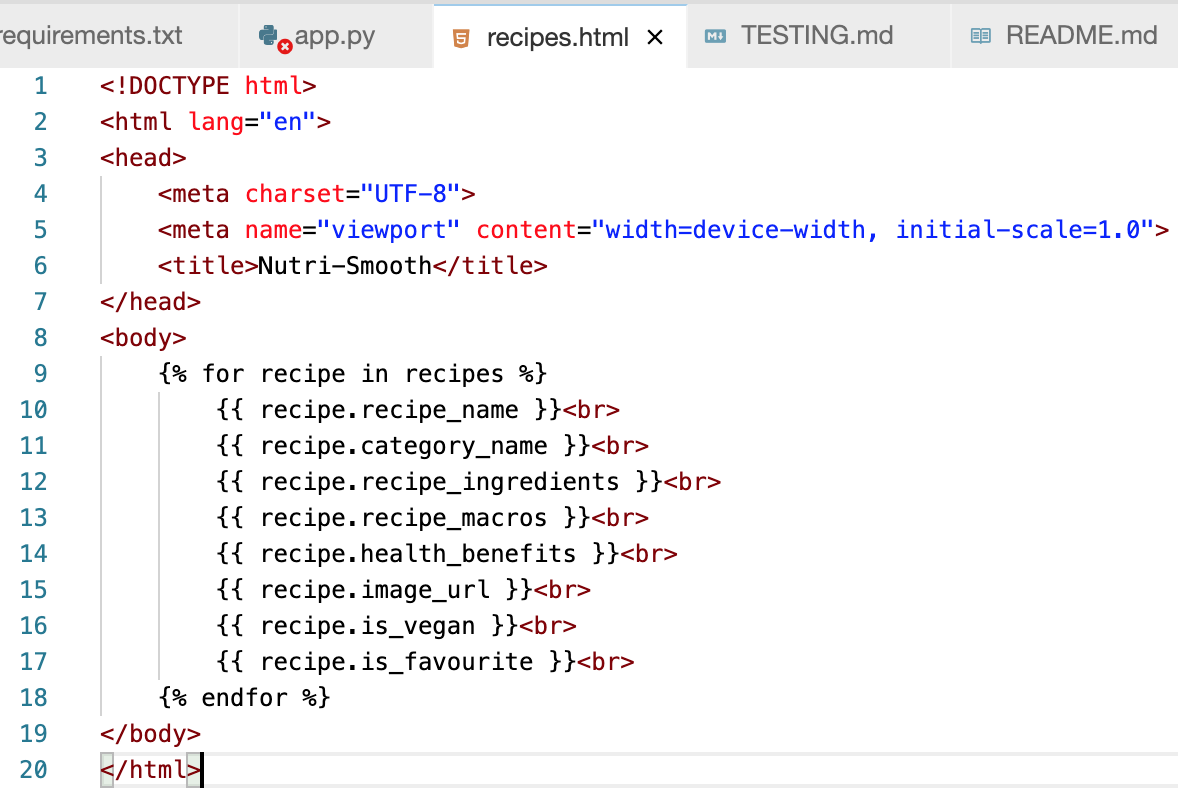 requirements.txt app.py recipes.html × TESTING.md README.md
1 <!DOCTYPE html>
2 <html lang="en">
3 <head>
4 <meta charset="UTF-8">
5 <meta name="viewport" content="width=device-width, initial-scale=1.0">
6 <title>Nutri-Smooth</title>
7 </head>
8 <body>
9 {% for recipe in recipes %}
10 {{ recipe.recipe_name }}<br>
11 {{ recipe.category_name }}<br>
12 {{ recipe.recipe_ingredients }}<br>
13 {{ recipe.recipe_macros }}<br>
14 {{ recipe.health_benefits }}<br>
15 {{ recipe.image_url }}<br>
16 {{ recipe.is_vegan }}<br>
17 {{ recipe.is_favourite }}<br>
18 {% endfor %}
19 </body>
20 </html>